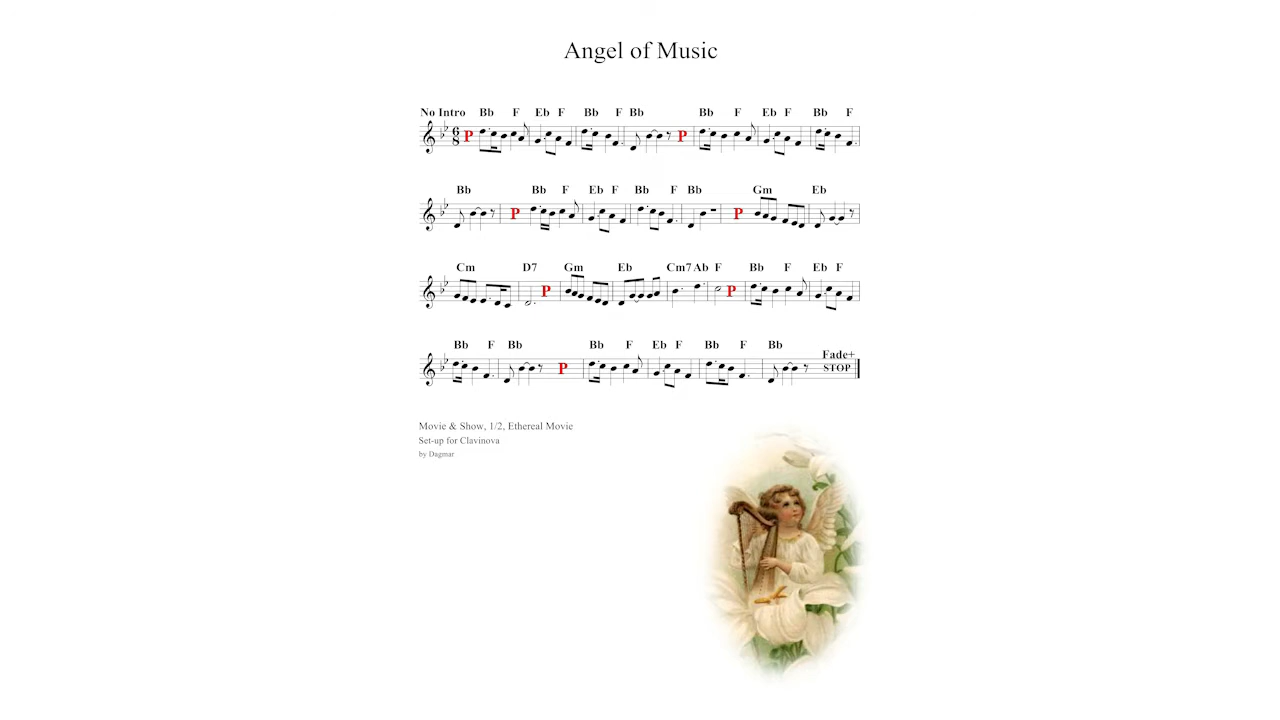 Angel of Music
No Intro Bb F Eb F Bb F Bb Bb F Eb F Bb F
6 8 P P
Bb Bb F Eb F Bb F Bb Gm Eb
P P
Cm D7 Gm Eb Cm7 Ab F Bb F Eb F
P P
Bb F Bb Bb F Eb F Bb F Bb Fade+
P STOP
Movie & Show, 1/2, Ethereal Movie
Set-up for Clavinova
by Dagmar